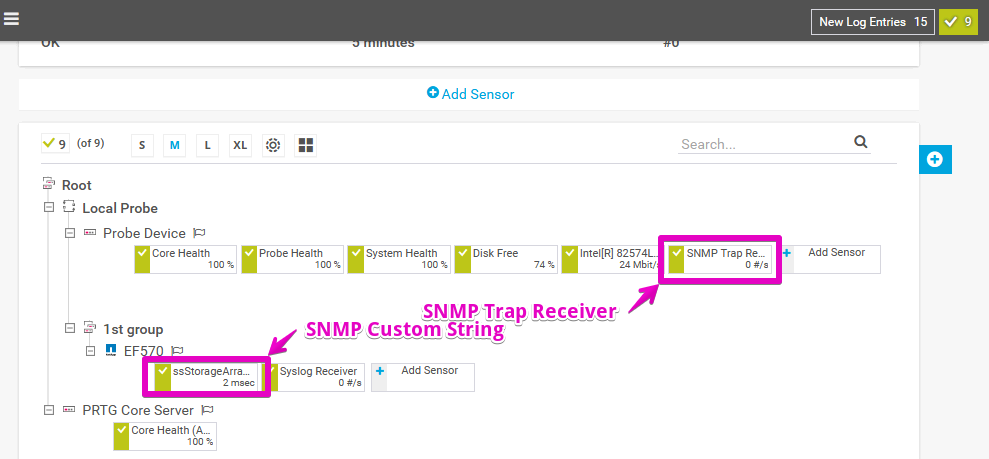 New Log Entries 15 9
OK 5 minutes #0
Add Sensor
9 (of 9) S M L XL Search...
Root
Local Probe
Probe Device
Core Health Probe Health System Health Disk Free Intel[R] 82574L... SNMP Trap Re... Add Sensor
100 % 100 % 100 % 74 % 24 Mbit/s 0 #/s
SNMP Trap Receiver
1st group SNMP Custom String
EF570
ssStorageArra... Syslog Receiver Add Sensor
2 msec 0 #/s
PRTG Core Server
Core Health (A...
100 %